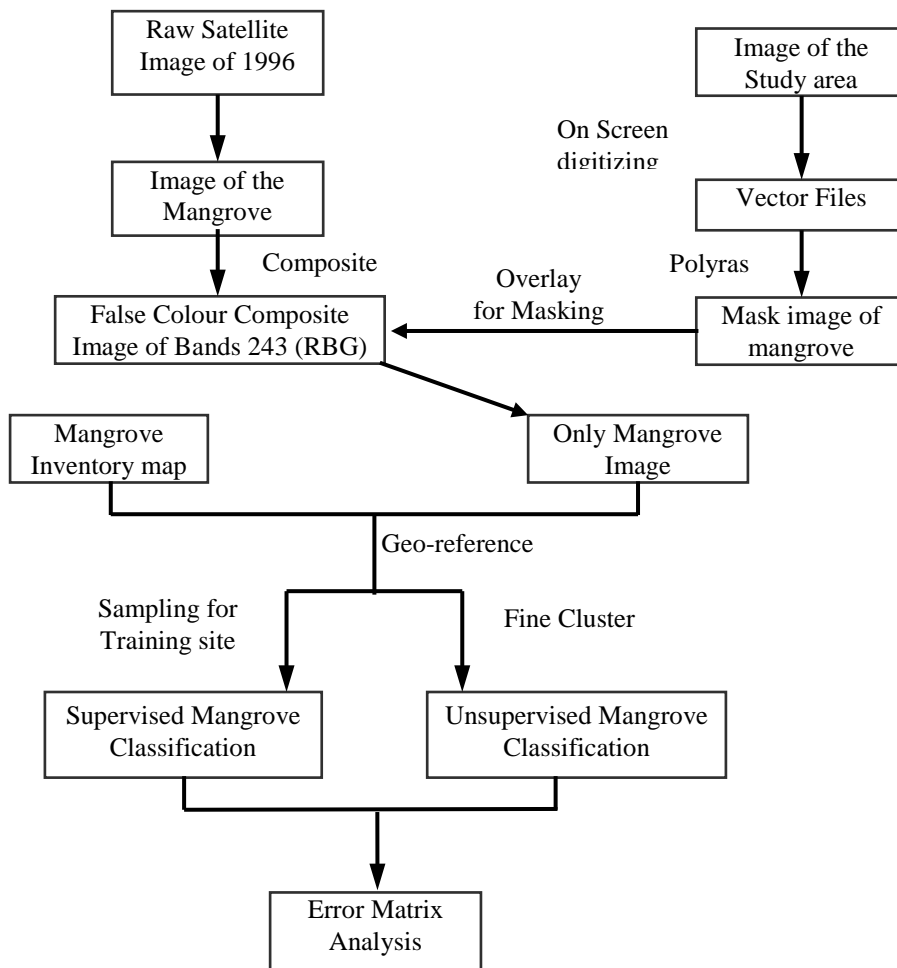 Raw Satellite
Image of 1996
Image of the
Study area
On Screen
digitizing
Image of the
Mangrove
Vector Files
Composite
Polyras
Overlay
for Masking
False Colour Composite
Image of Bands 243 (RBG)
Mask image of
mangrove
Mangrove
Inventory map
Only Mangrove
Image
Geo-reference
Sampling for
Training site
Fine Cluster
Supervised Mangrove
Classification
Unsupervised Mangrove
Classification
Error Matrix
Analysis